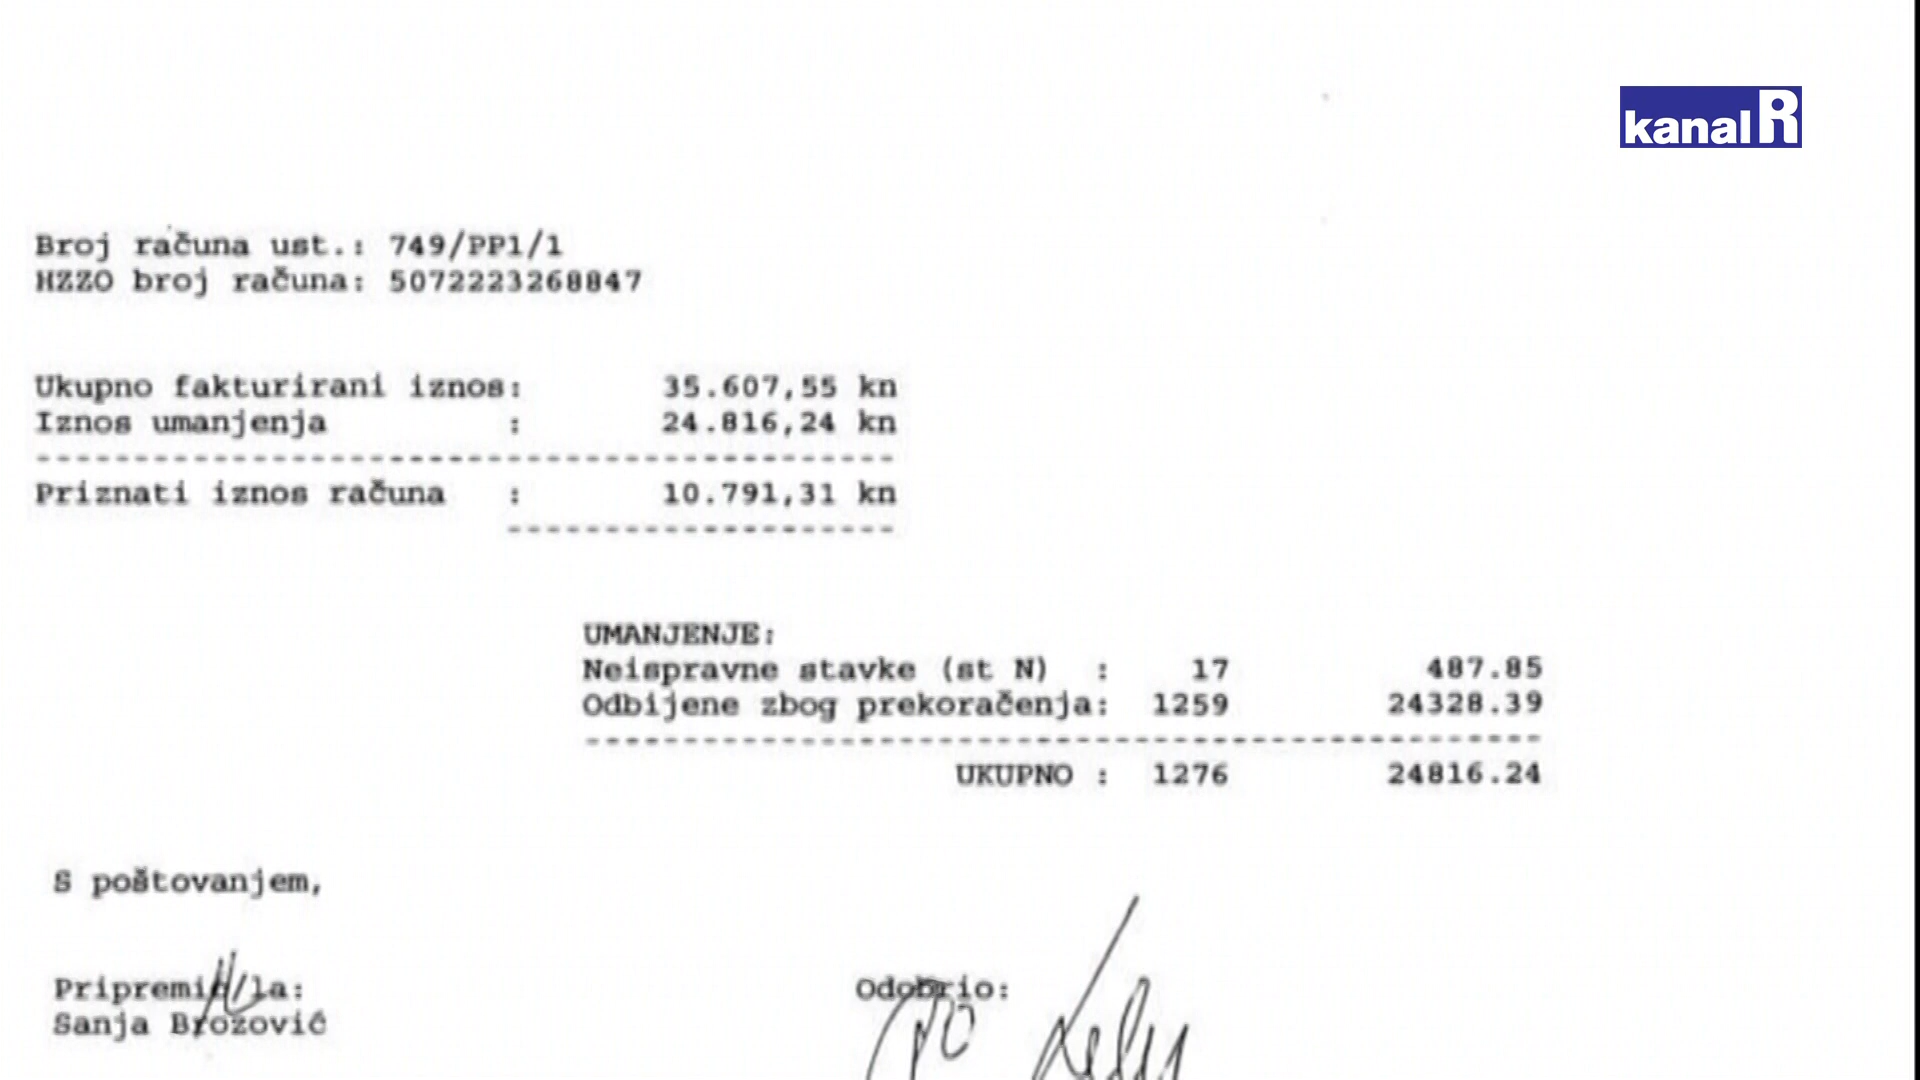 kanalR
Broj računa ust.: 749/PP1/1
HZZO broj računa: 5072223268847
Ukupno fakturirani iznos: 35.607,55 kn
Iznos umanjenja : 24.816,24 kn
Priznati iznos računa : 10.791,31 kn
UMANJENJE:
Neispravne stavke (st N) : 17 487.85
Odbijene zbog prekoračenja: 1259 24328.39
UKUPNO : 1276 24816.24
S poštovanjem,
Pripremio/la:
Sanja Brozović
Odobrio: